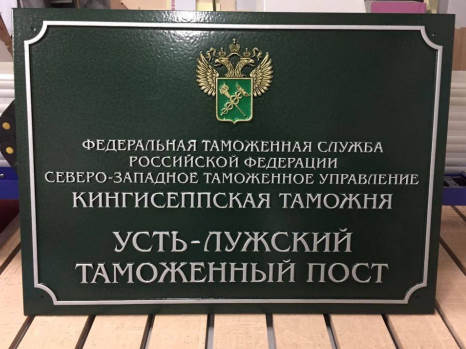 ФЕДЕРАЛЬНАЯ ТАМОЖЕННАЯ СЛУЖБА
РОССИЙСКОЙ ФЕДЕРАЦИИ
СЕВЕРО-ЗАПАДНОЕ ТАМОЖЕННОЕ УПРАВЛЕНИЕ
КИНГИСЕППСКАЯ ТАМОЖНЯ
УСТЬ-ЛУЖСКИЙ
ТАМОЖЕННЫЙ ПОСТ